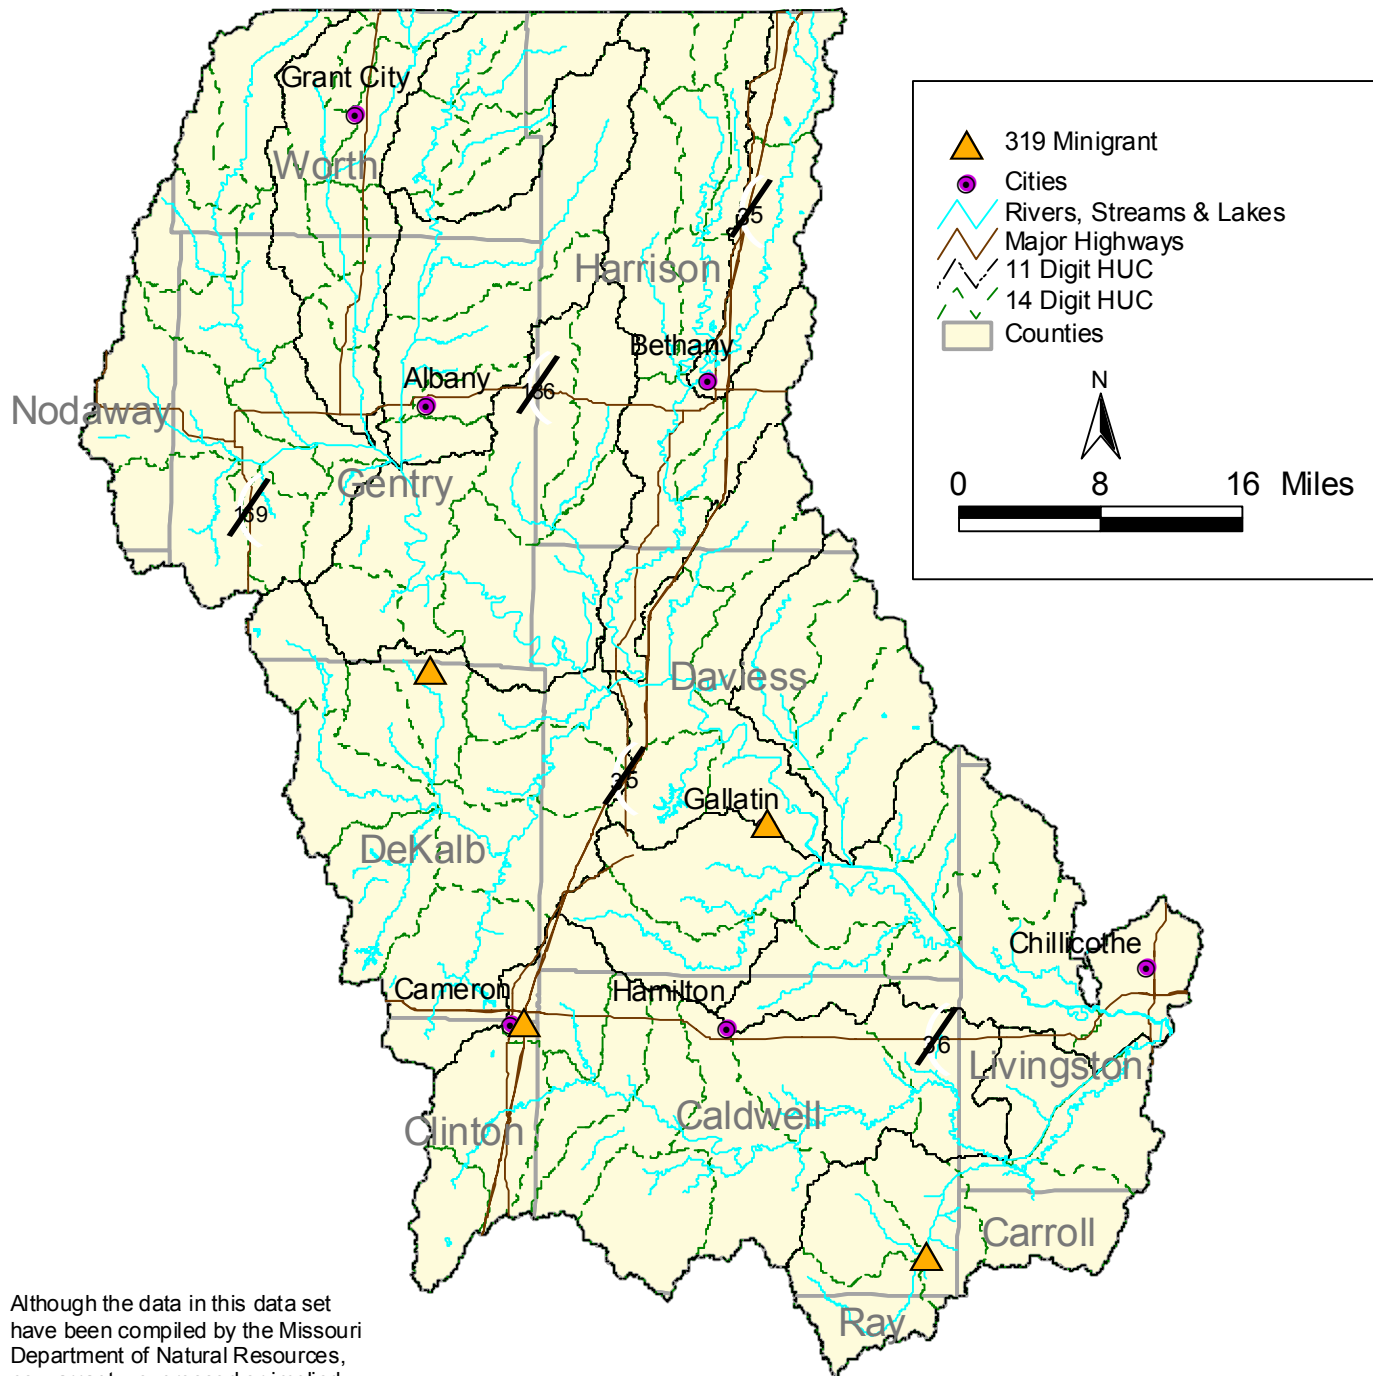 Grant City
Worth
35
Harrison
Bethany
Albany
136
Nodaway
Gentry
169
Daviess
35
Gallatin
DeKalb
Chillicothe
Cameron
Hamilton
36
Livingston
Caldwell
Clinton
Carroll
Ray
319 Minigrant
Cities
Rivers, Streams & Lakes
Major Highways
11 Digit HUC
14 Digit HUC
Counties
N
0 8 16 Miles
Although the data in this data set
have been compiled by the Missouri
Department of Natural Resources,